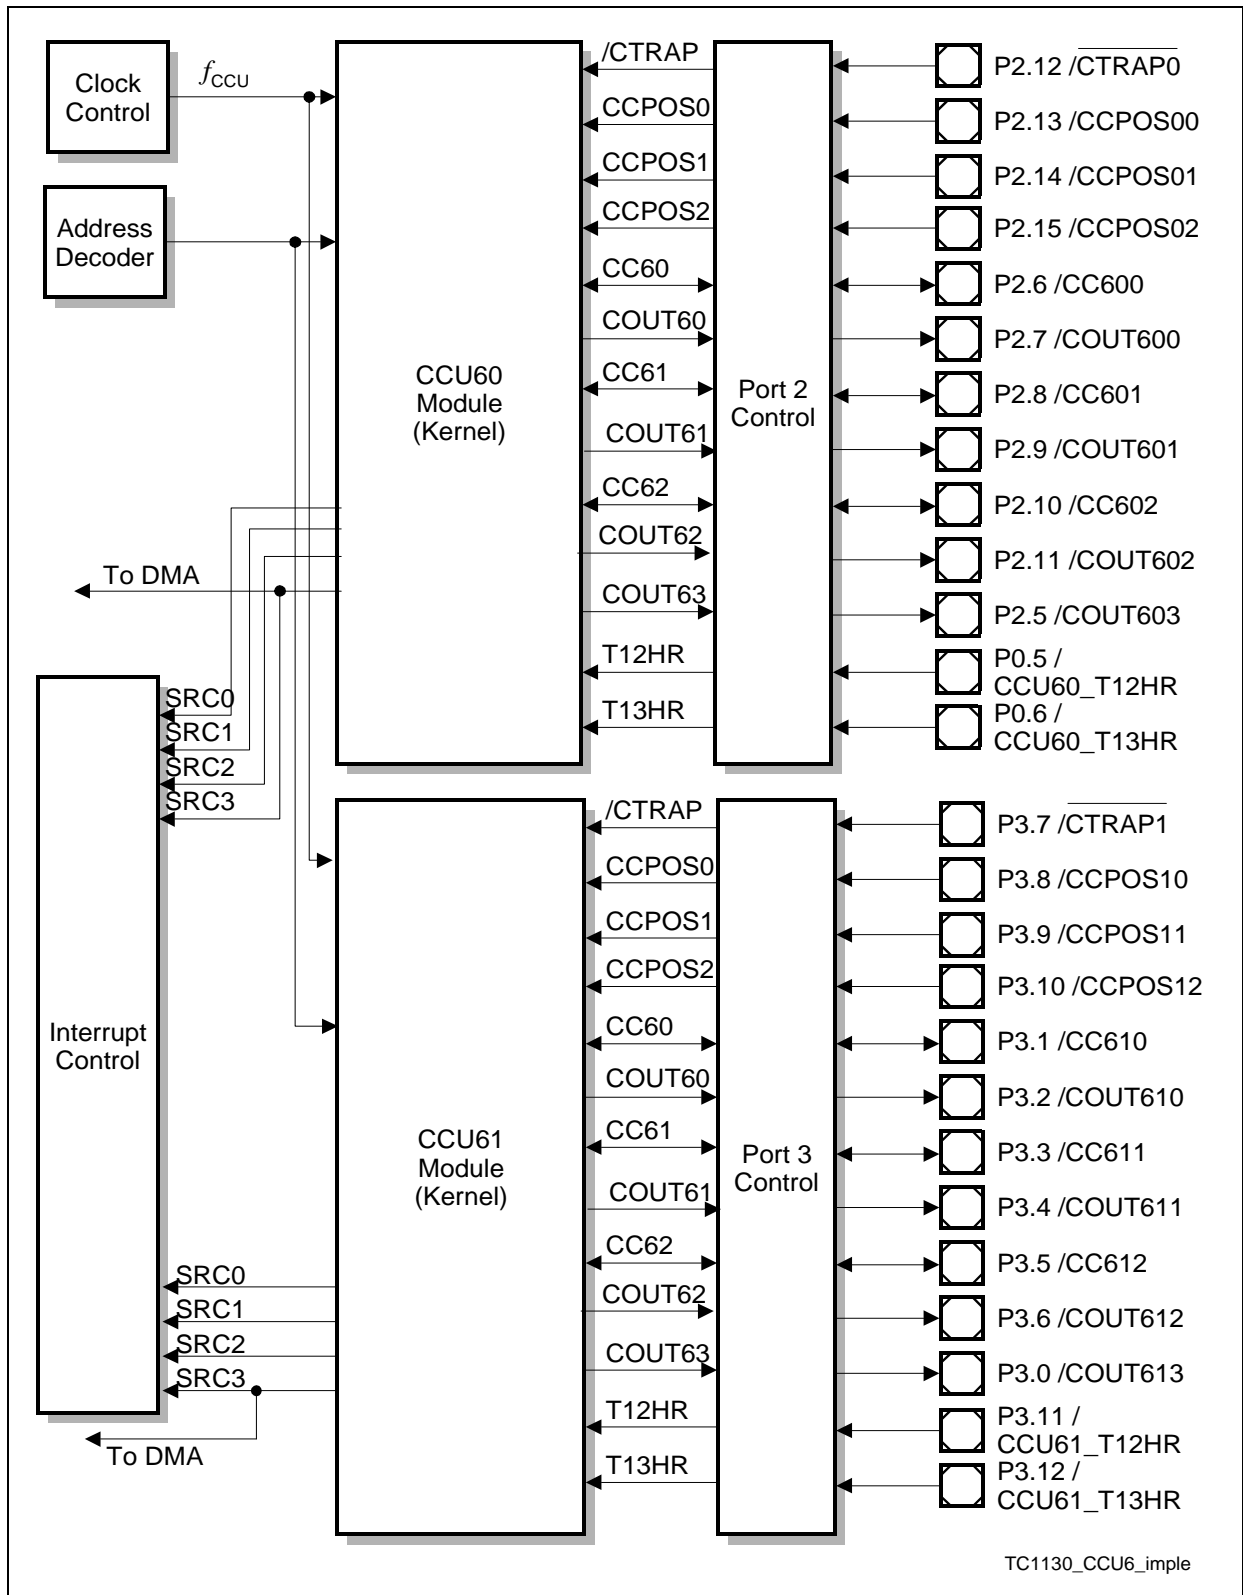 Clock
Control
fCCU
Address
Decoder
CCU60
Module
(Kernel)
/CTRAP
CCPOS0
CCPOS1
CCPOS2
CC60
COUT60
CC61
COUT61
CC62
COUT62
COUT63
T12HR
T13HR
Port 2
Control
P2.12 /CTRAP0
P2.13 /CCPOS00
P2.14 /CCPOS01
P2.15 /CCPOS02
P2.6 /CC600
P2.7 /COUT600
P2.8 /CC601
P2.9 /COUT601
P2.10 /CC602
P2.11 /COUT602
P2.5 /COUT603
P0.5 /
CCU60_T12HR
P0.6 /
CCU60_T13HR
To DMA
SRC0
SRC1
SRC2
SRC3
Interrupt
Control
SRC0
SRC1
SRC2
SRC3
To DMA
CCU61
Module
(Kernel)
/CTRAP
CCPOS0
CCPOS1
CCPOS2
CC60
COUT60
CC61
COUT61
CC62
COUT62
COUT63
T12HR
T13HR
Port 3
Control
P3.7 /CTRAP1
P3.8 /CCPOS10
P3.9 /CCPOS11
P3.10 /CCPOS12
P3.1 /CC610
P3.2 /COUT610
P3.3 /CC611
P3.4 /COUT611
P3.5 /CC612
P3.6 /COUT612
P3.0 /COUT613
P3.11 /
CCU61_T12HR
P3.12 /
CCU61_T13HR
TC1130_CCU6_imple